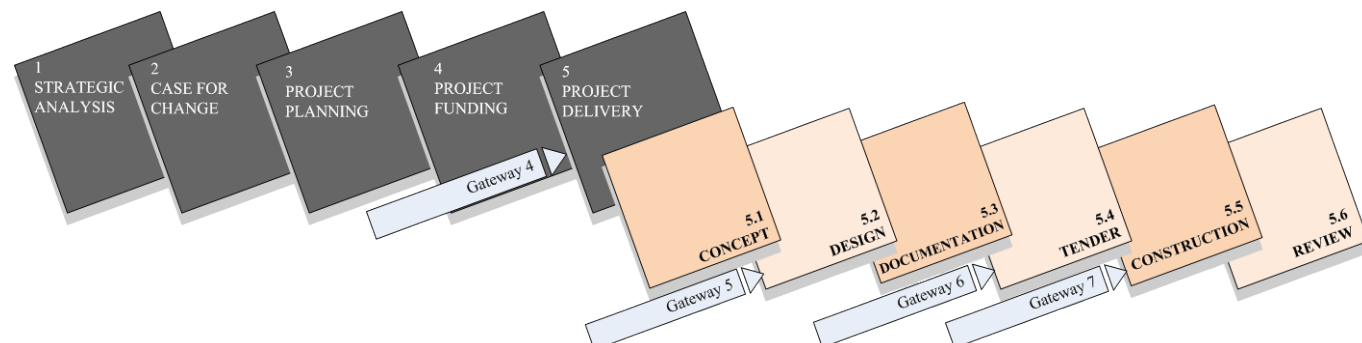 1
STRATEGIC
ANALYSIS
2
CASE FOR
CHANGE
3
PROJECT
PLANNING
4
PROJECT
FUNDING
5
PROJECT
DELIVERY
Gateway 4
5.1
CONCEPT
5.2
DESIGN
5.3
DOCUMENTATION
5.4
TENDER
5.5
CONSTRUCTION
5.6
REVIEW
Gateway 5
Gateway 6
Gateway 7